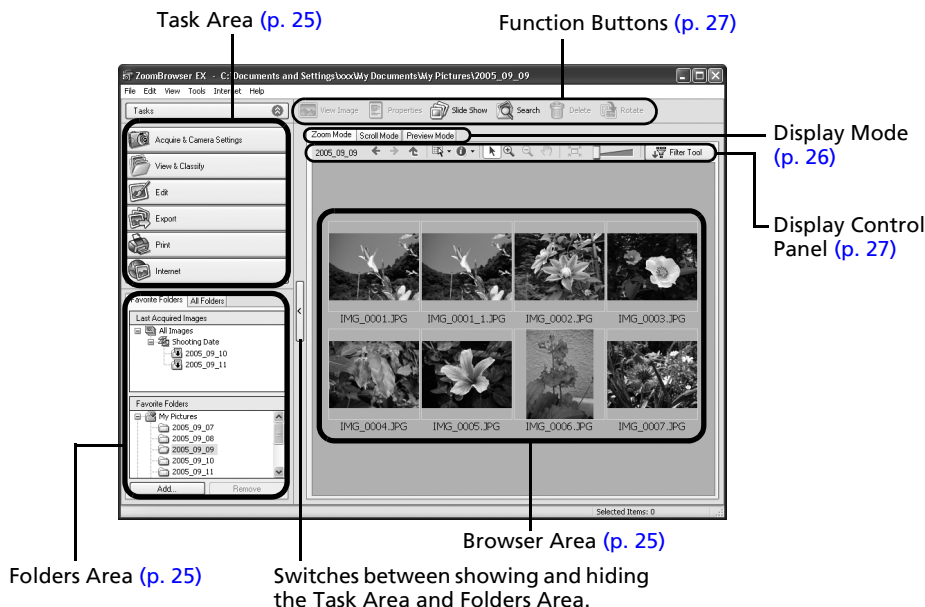 Task Area (p. 25)
Function Buttons (p. 27)
ZoomBrowser EX - C:\Documents and Settings\xxx\My Documents\My Pictures\2005_09_09
File Edit View Tools Internet Help
Tasks
View Image Properties Slide Show Search Delete Rotate
Zoom Mode Scroll Mode Preview Mode
Display Mode
(p. 26)
2005_09_09 Filter Tool
Acquire & Camera Settings
View & Classify
Edit
Export
Print
Internet
Display Control
Panel (p. 27)
Favorite Folders All Folders
Last Acquired Images
All Images
Shooting Date
2005_09_10
2005_09_11
Favorite Folders
My Pictures
2005_09_07
2005_09_08
2005_09_09
2005_09_10
2005_09_11
Add... Remove
IMG_0001.JPG IMG_0001_1.JPG IMG_0002.JPG IMG_0003.JPG
IMG_0004.JPG IMG_0005.JPG IMG_0006.JPG IMG_0007.JPG
Selected Items: 0
Browser Area (p. 25)
Folders Area (p. 25)
Switches between showing and hiding
the Task Area and Folders Area.